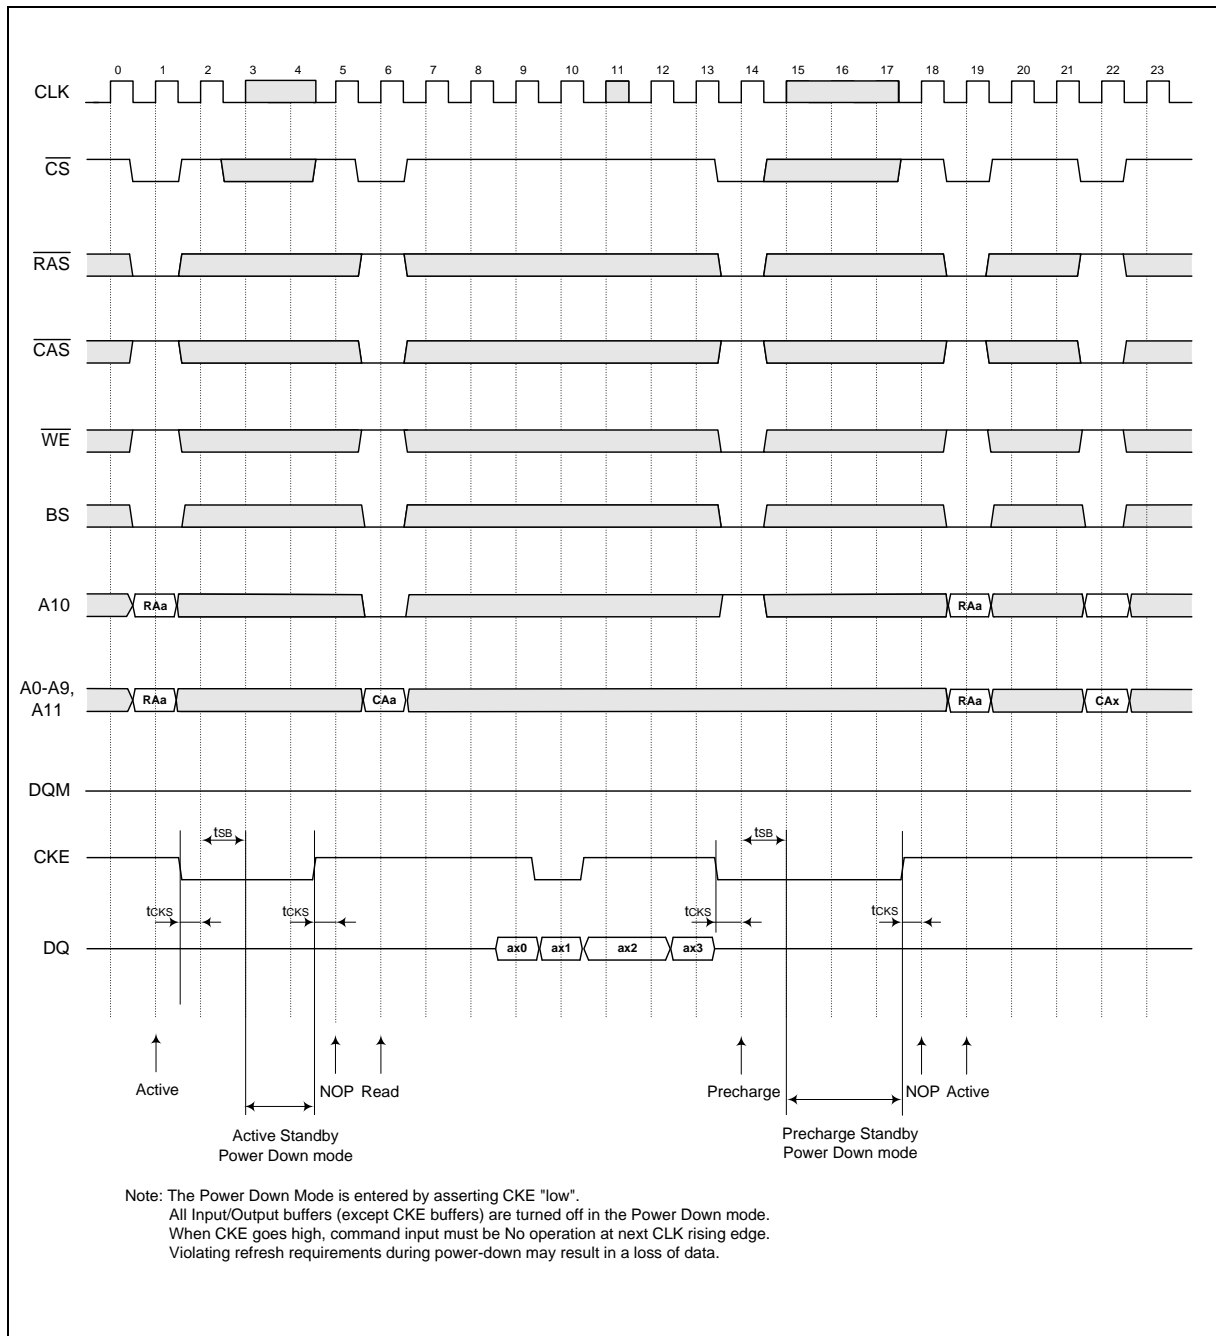 0 1 2 3 4 5 6 7 8 9 10 11 12 13 14 15 16 17 18 19 20 21 22 23
CLK
CS
RAS
CAS
WE
BS
A10 RAa RAa
A0-A9,
A11 RAa CAa RAa CAx
DQM
tSB tSB
CKE
tCKS tCKS tCKS tCKS
DQ ax0 ax1 ax2 ax3
Active NOP Read Precharge NOP Active
Active Standby
Power Down mode
Precharge Standby
Power Down mode
Note: The Power Down Mode is entered by asserting CKE "low".
All Input/Output buffers (except CKE buffers) are turned off in the Power Down mode.
When CKE goes high, command input must be No operation at next CLK rising edge.
Violating refresh requirements during power-down may result in a loss of data.